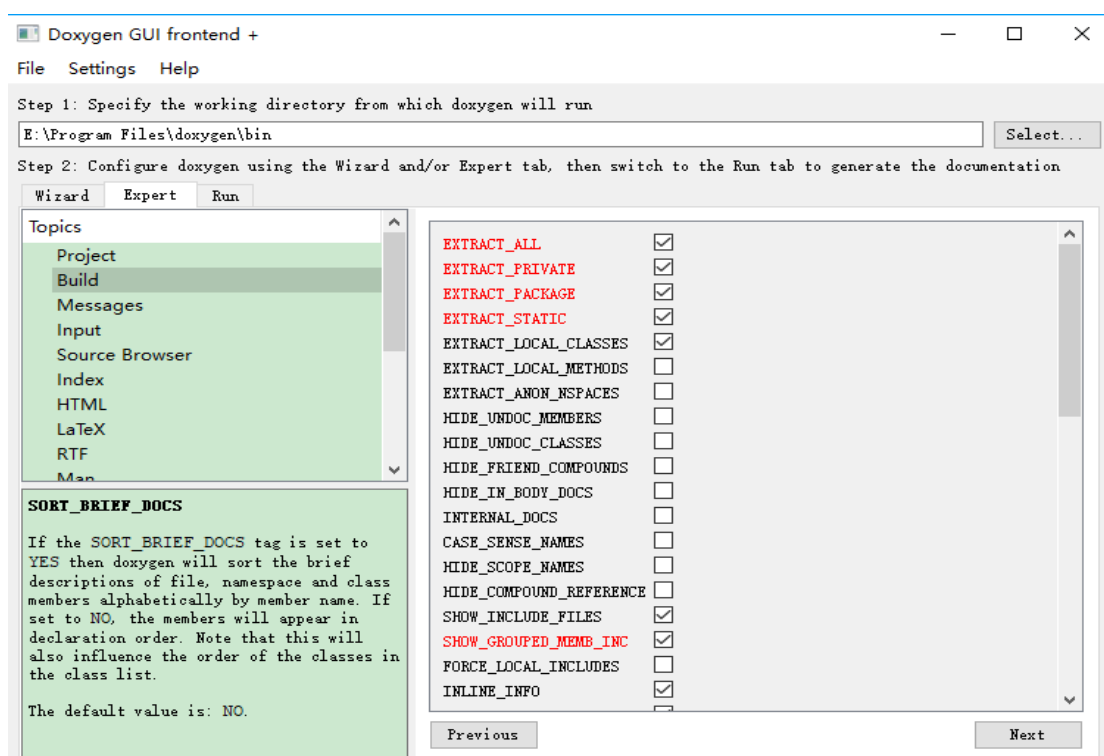 Doxygen GUI frontend +
File Settings Help
Step 1: Specify the working directory from which doxygen will run
E:\Program Files\doxygen\bin
Select...
Step 2: Configure doxygen using the Wizard and/or Expert tab, then switch to the Run tab to generate the documentation
Wizard Expert Run
Topics
Project
Build
Messages
Input
Source Browser
Index
HTML
LaTeX
RTF
Man
SORT_BRIEF_DOCS
If the SORT_BRIEF_DOCS tag is set to
YES then doxygen will sort the brief
descriptions of file, namespace and class
members alphabetically by member name. If
set to NO, the members will appear in
declaration order. Note that this will
also influence the order of the classes in
the class list.
The default value is: NO.
EXTRACT_ALL
EXTRACT_PRIVATE
EXTRACT_PACKAGE
EXTRACT_STATIC
EXTRACT_LOCAL_CLASSES
EXTRACT_LOCAL_METHODS
EXTRACT_ANON_NSPACES
HIDE_UNDOC_MEMBERS
HIDE_UNDOC_CLASSES
HIDE_FRIEND_COMPOUNDS
HIDE_IN_BODY_DOCS
INTERNAL_DOCS
CASE_SENSE_NAMES
HIDE_SCOPE_NAMES
HIDE_COMPOUND_REFERENCE
SHOW_INCLUDE_FILES
SHOW_GROUPED_MEMB_INC
FORCE_LOCAL_INCLUDES
INLINE_INFO
Previous
Next